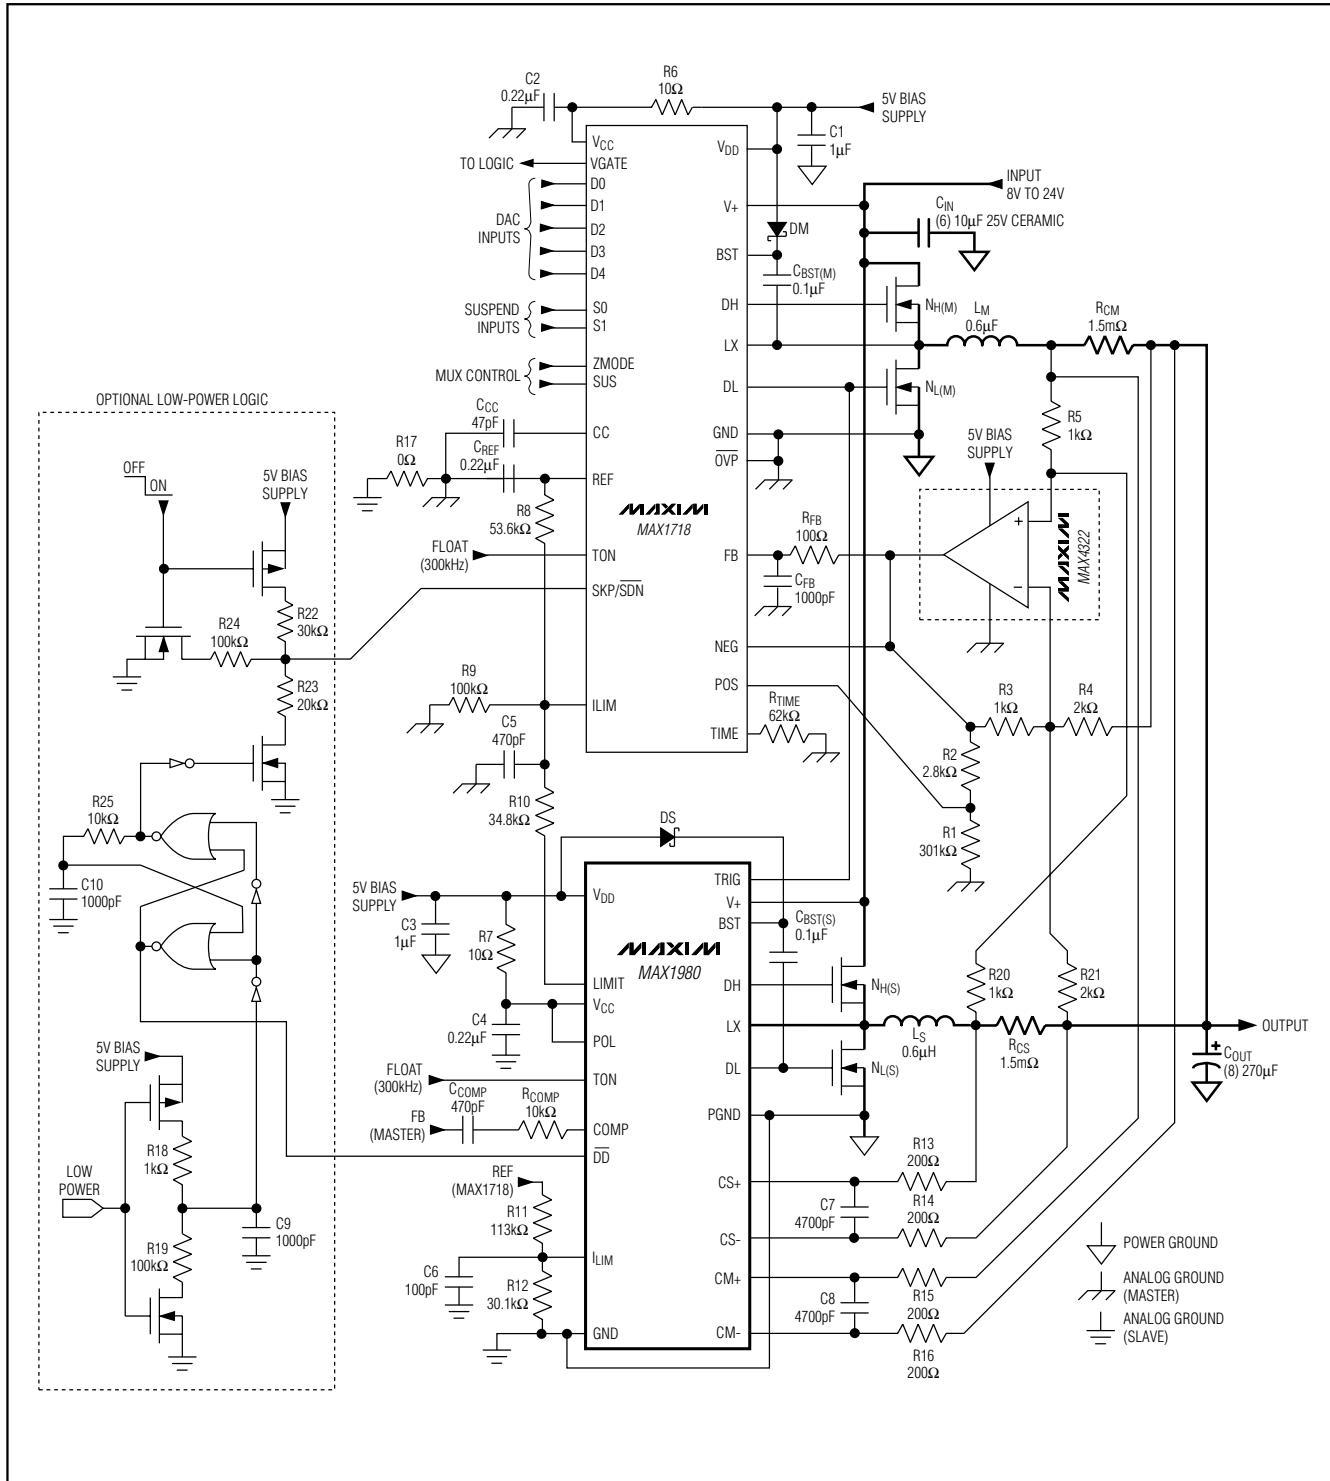 C2
0.22µF
R6
10Ω
5V BIAS
SUPPLY
C1
1µF
VCC
VDD
TO LOGIC
VGATE
D0
D1
DAC
INPUTS
D2
D3
D4
V+
INPUT
8V TO 24V
CIN
(6) 10µF 25V CERAMIC
DM
BST
CBST(M)
0.1µF
SUSPEND
INPUTS
S0
S1
DH
NH(M)
LM
0.6µF
RCM
1.5mΩ
LX
MUX CONTROL
ZMODE
SUS
DL
NL(M)
OPTIONAL LOW-POWER LOGIC
CCC
47pF
CC
GND
OVP
R5
1kΩ
5V BIAS
SUPPLY
R17
0Ω
CREF
0.22µF
REF
OFF
ON
5V BIAS
SUPPLY
R8
53.6kΩ
MAXIM
MAX1718
RFB
100Ω
FB
CFB
1000pF
+
−
MAXIM
MAX4322
FLOAT
(300kHz)
TON
SKP/SDN
R22
30kΩ
R24
100kΩ
R23
20kΩ
NEG
POS
R9
100kΩ
ILIM
RTIME
62kΩ
TIME
R3
1kΩ
R4
2kΩ
C5
470pF
R2
2.8kΩ
R10
34.8kΩ
R1
301kΩ
R25
10kΩ
DS
C10
1000pF
5V BIAS
SUPPLY
VDD
TRIG
V+
BST
CBST(S)
0.1µF
C3
1µF
R7
10Ω
MAXIM
MAX1980
LIMIT
DH
NH(S)
R20
1kΩ
R21
2kΩ
VCC
C4
0.22µF
POL
LX
LS
0.6µH
RCS
1.5mΩ
OUTPUT
+
COUT
(8) 270µF
5V BIAS
SUPPLY
FLOAT
(300kHz)
TON
DL
NL(S)
CCOMP
470pF
RCOMP
10kΩ
FB
(MASTER)
COMP
PGND
DD
R18
1kΩ
LOW
POWER
R19
100kΩ
C9
1000pF
REF
(MAX1718)
R11
113kΩ
ILIM
C6
100pF
R12
30.1kΩ
GND
CS+
R13
200Ω
C7
4700pF
R14
200Ω
CS-
CM+
R15
200Ω
C8
4700pF
CM-
R16
200Ω
POWER GROUND
ANALOG GROUND
(MASTER)
ANALOG GROUND
(SLAVE)